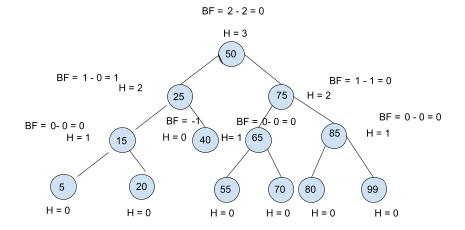 BF = 2 - 2 = 0
H = 3
50
BF = 1 - 0 = 1
H = 2
25
75
H = 2
BF = 1 - 1 = 0
BF = 0- 0 = 0
H = 1
15
BF = -1
H = 0
40
BF = 0- 0 = 0
H= 1
65
85
H = 1
BF = 0 - 0 = 0
5
20
55
70
80
99
H = 0
H = 0
H = 0
H = 0
H = 0
H = 0